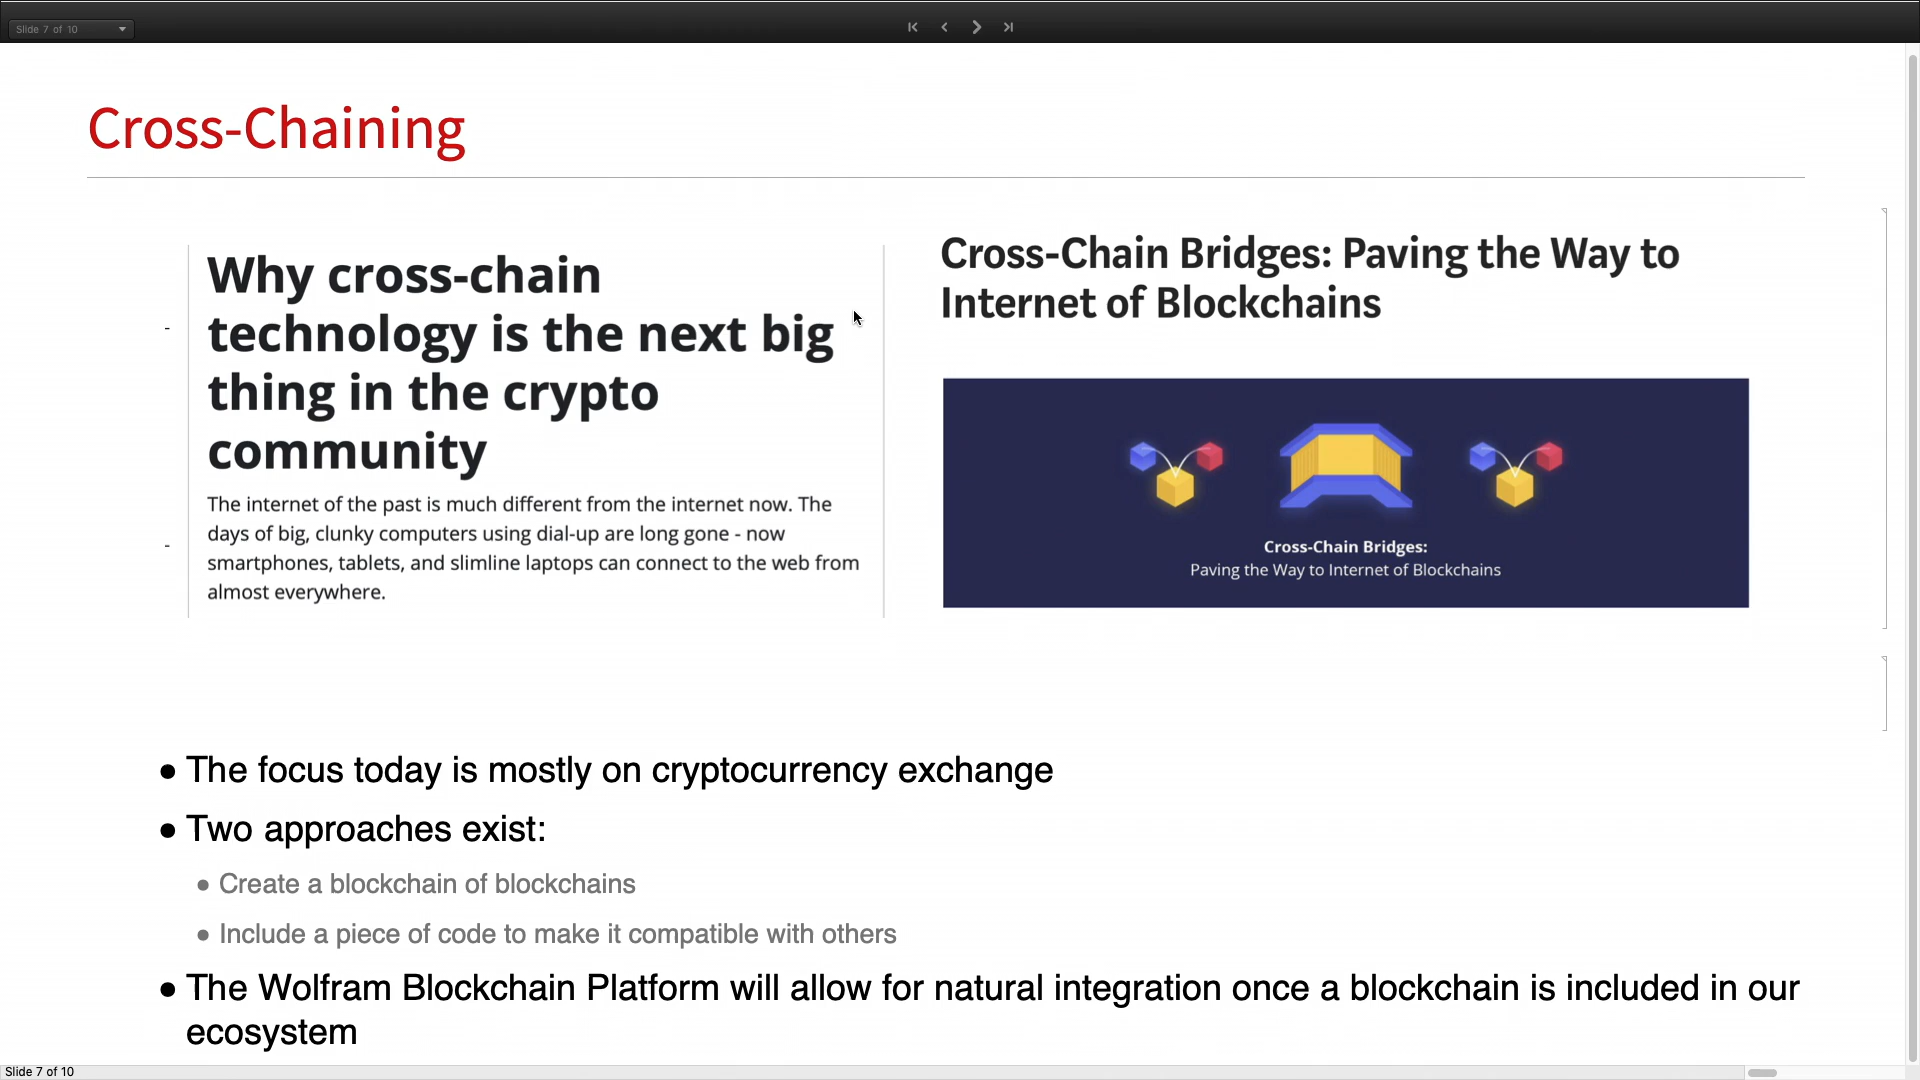 Slide 7 of 10
Cross-Chaining
Why cross-chain
technology is the next big
thing in the crypto
community
The internet of the past is much different from the internet now. The
days of big, clunky computers using dial-up are long gone - now
smartphones, tablets, and slimline laptops can connect to the web from
almost everywhere.
Cross-Chain Bridges: Paving the Way to
Internet of Blockchains
Cross-Chain Bridges:
Paving the Way to Internet of Blockchains
• The focus today is mostly on cryptocurrency exchange
• Two approaches exist:
• Create a blockchain of blockchains
• Include a piece of code to make it compatible with others
• The Wolfram Blockchain Platform will allow for natural integration once a blockchain is included in our
ecosystem
Slide 7 of 10